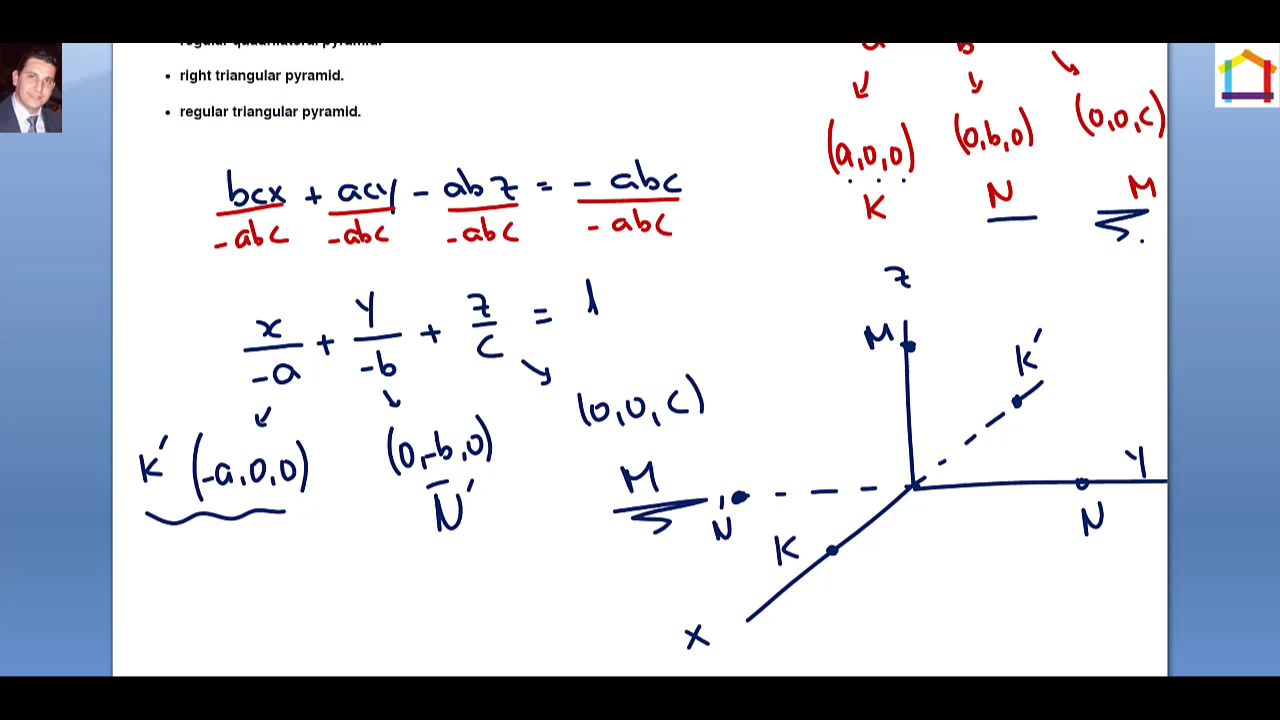 • right triangular pyramid.
• regular triangular pyramid.
(a,0,0) (0,b,0) (0,0,c)
K N M
bcx + acy - abz = - abc
-abc -abc -abc - abc
x/-a + y/-b + z/c = 1
K' (-a,0,0) (0,-b,0) (0,0,c)
N' M
z
M
K'
y
N' N
K
x